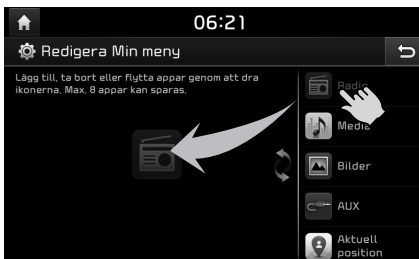 06:21
Redigera Min meny
Lägg till, ta bort eller flytta appar genom att dra
ikonerna. Max. 8 appar kan sparas.
Radio
Media
Bilder
AUX
Aktuell
position